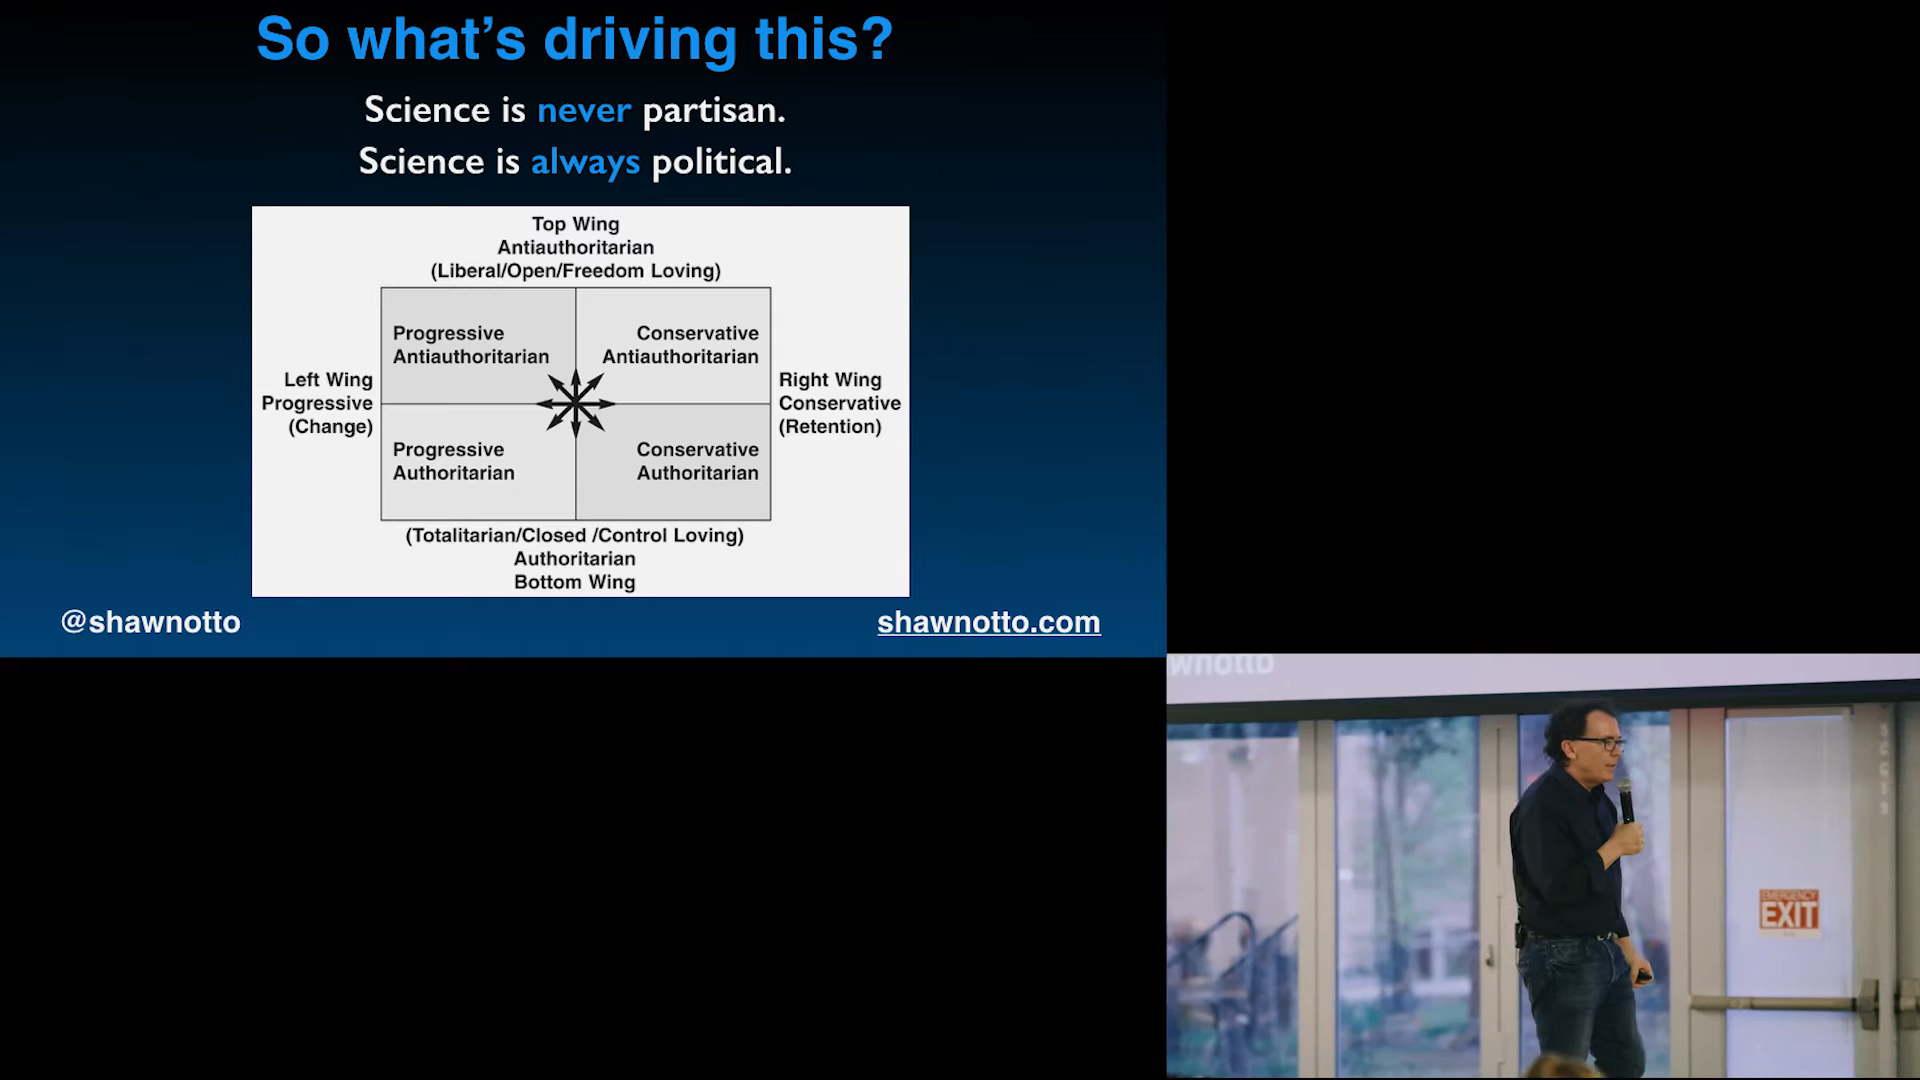 So what's driving this?
Science is never partisan.
Science is always political.
Top Wing
Antiauthoritarian
(Liberal/Open/Freedom Loving)
Progressive
Antiauthoritarian
Conservative
Antiauthoritarian
Left Wing
Progressive
(Change)
Right Wing
Conservative
(Retention)
Progressive
Authoritarian
Conservative
Authoritarian
(Totalitarian/Closed /Control Loving)
Authoritarian
Bottom Wing
@shawnotto
shawnotto.com
wnotto
EMERGENCY
EXIT